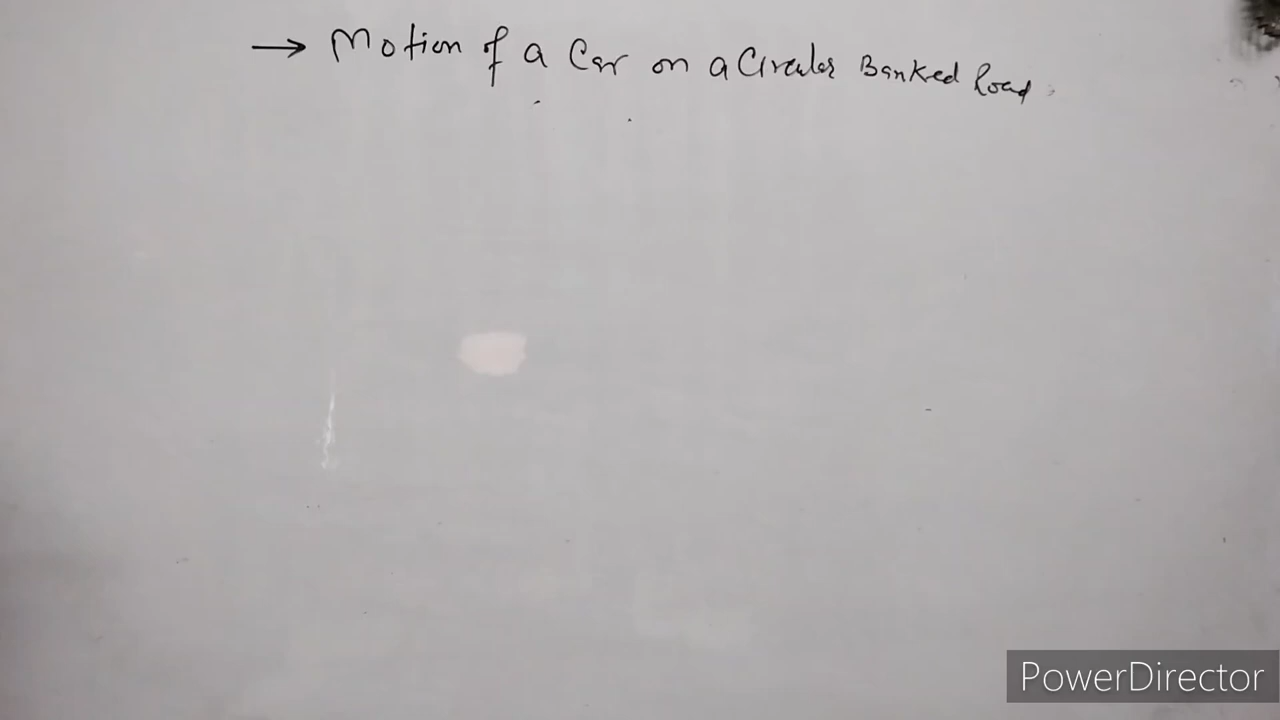 → Motion of a Car on a Circular Banked Road
PowerDirector